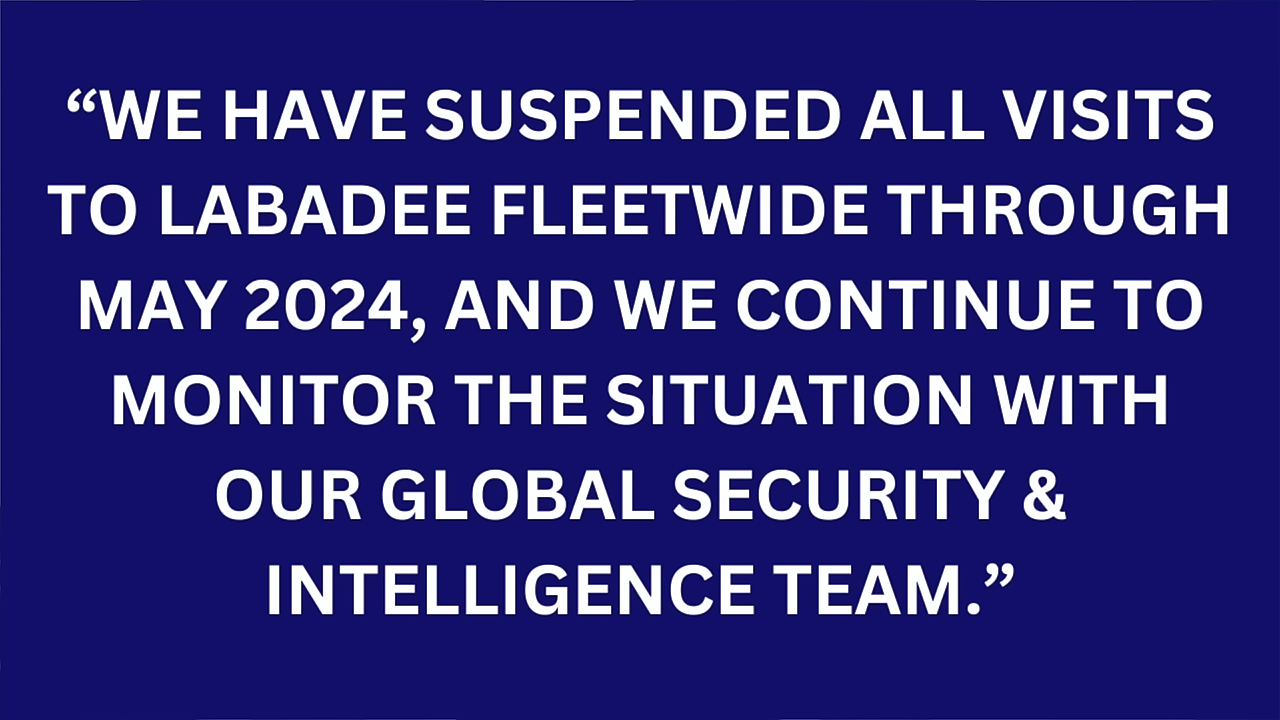 “WE HAVE SUSPENDED ALL VISITS
TO LABADEE FLEETWIDE THROUGH
MAY 2024, AND WE CONTINUE TO
MONITOR THE SITUATION WITH
OUR GLOBAL SECURITY &
INTELLIGENCE TEAM.”